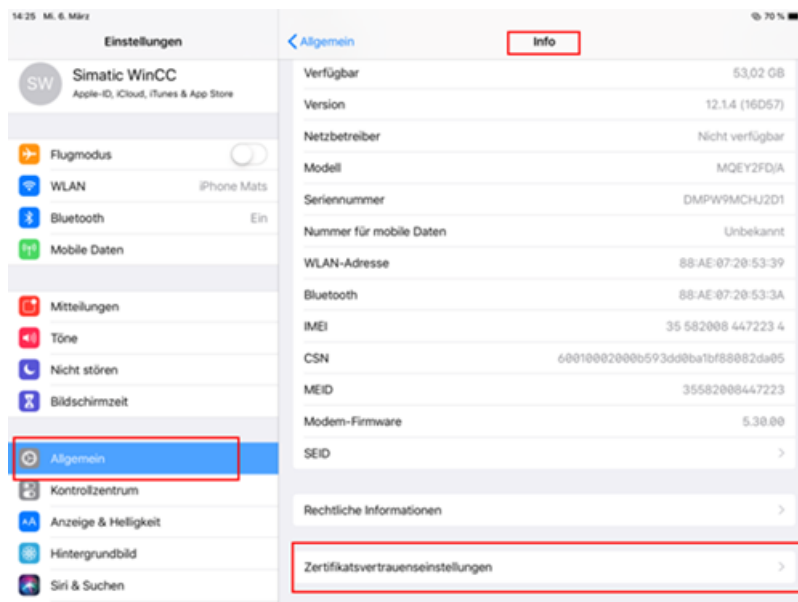 14:25 Mi. 6. März
70 %
Einstellungen
SW
Simatic WinCC
Apple-ID, iCloud, iTunes & App Store
Flugmodus
WLAN iPhone Mats
Bluetooth Ein
Mobile Daten
Mitteilungen
Töne
Nicht stören
Bildschirmzeit
Allgemein
Kontrollzentrum
AA Anzeige & Helligkeit
Hintergrundbild
Siri & Suchen
Allgemein
Info
Verfügbar 53,02 GB
Version 12.1.4 (16D57)
Netzbetreiber Nicht verfügbar
Modell MQEY2FD/A
Seriennummer DMPW9MCHJ2D1
Nummer für mobile Daten Unbekannt
WLAN-Adresse 88:AE:07:20:53:39
Bluetooth 88:AE:07:20:53:3A
IMEI 35 582008 447223 4
CSN 60010002000b593dd0ba1bf88082da05
MEID 35582008447223
Modem-Firmware 5.30.00
SEID
Rechtliche Informationen
Zertifikatsvertrauenseinstellungen